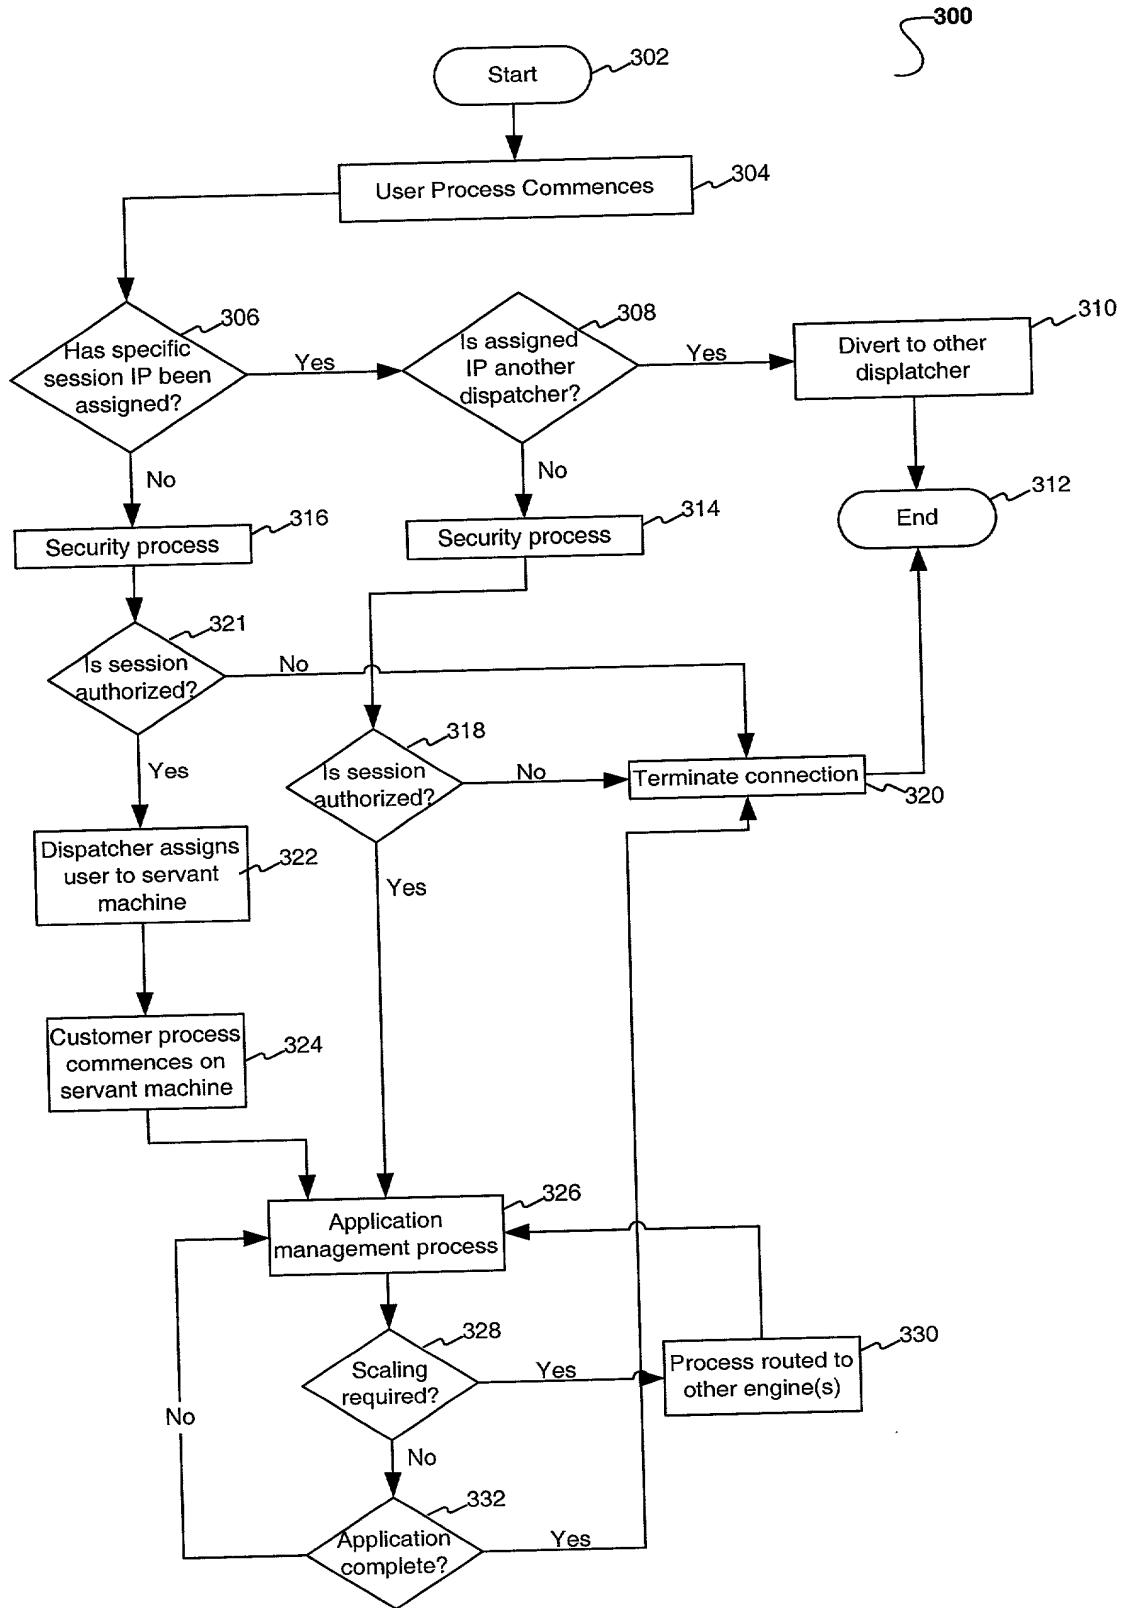 300
Start
302
User Process Commences
304
306
Has specific
session IP been
assigned?
Yes
308
Is assigned
IP another
dispatcher?
Yes
310
Divert to other
displatcher
No
No
312
End
316
Security process
314
Security process
321
Is session
authorized?
No
318
Is session
authorized?
No
Terminate connection
320
Yes
Dispatcher assigns
user to servant
machine
322
Yes
Customer process
commences on
servant machine
324
326
Application
management process
328
Scaling
required?
Yes
330
Process routed to
other engine(s)
No
No
332
Application
complete?
Yes